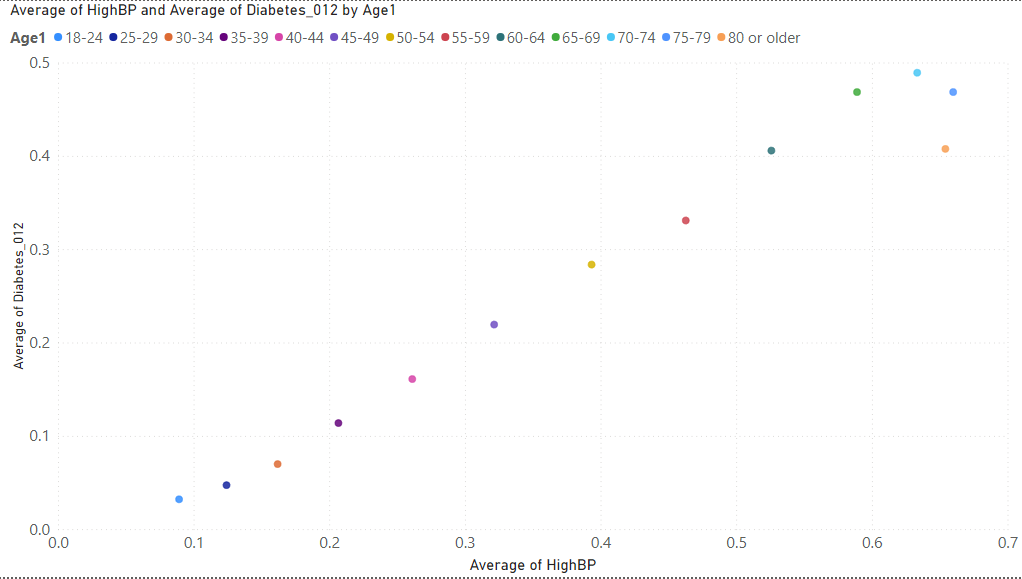 Average of HighBP and Average of Diabetes_012 by Age1
Age1 18-24 25-29 30-34 35-39 40-44 45-49 50-54 55-59 60-64 65-69 70-74 75-79 80 or older
0.5
0.4
0.3
0.2
0.1
0.0
Average of Diabetes_012
0.0 0.1 0.2 0.3 0.4 0.5 0.6 0.7
Average of HighBP